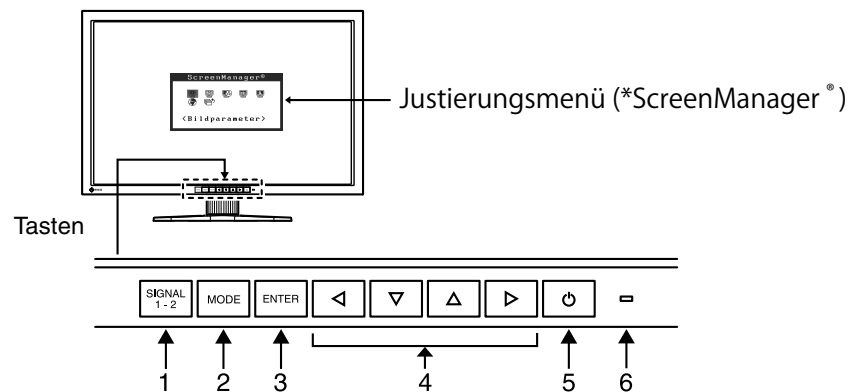 ScreenManager®
<Bildparameter>
Justierungsmenü (*ScreenManager®)
Tasten
SIGNAL
1 - 2
MODE
ENTER
1 2 3 4 5 6